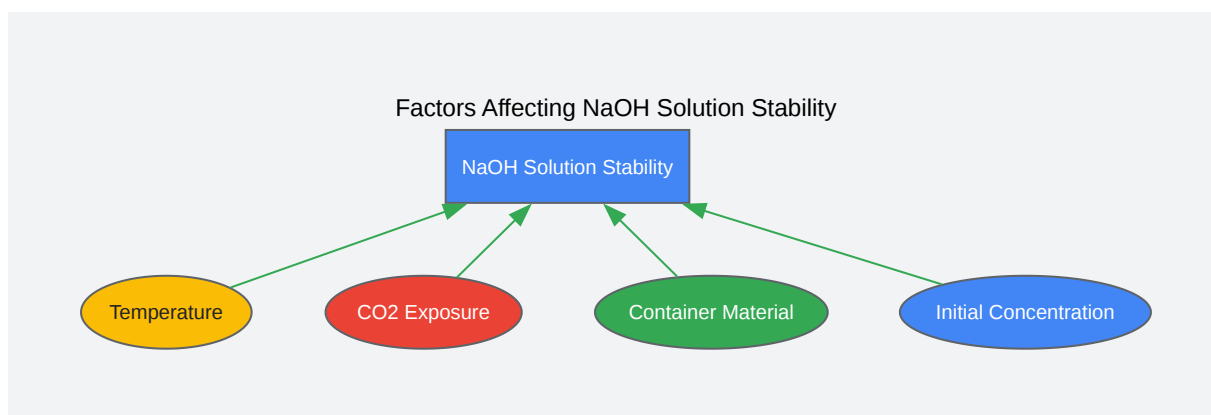 Factors Affecting NaOH Solution Stability
NaOH Solution Stability
Temperature
CO2 Exposure
Container Material
Initial Concentration